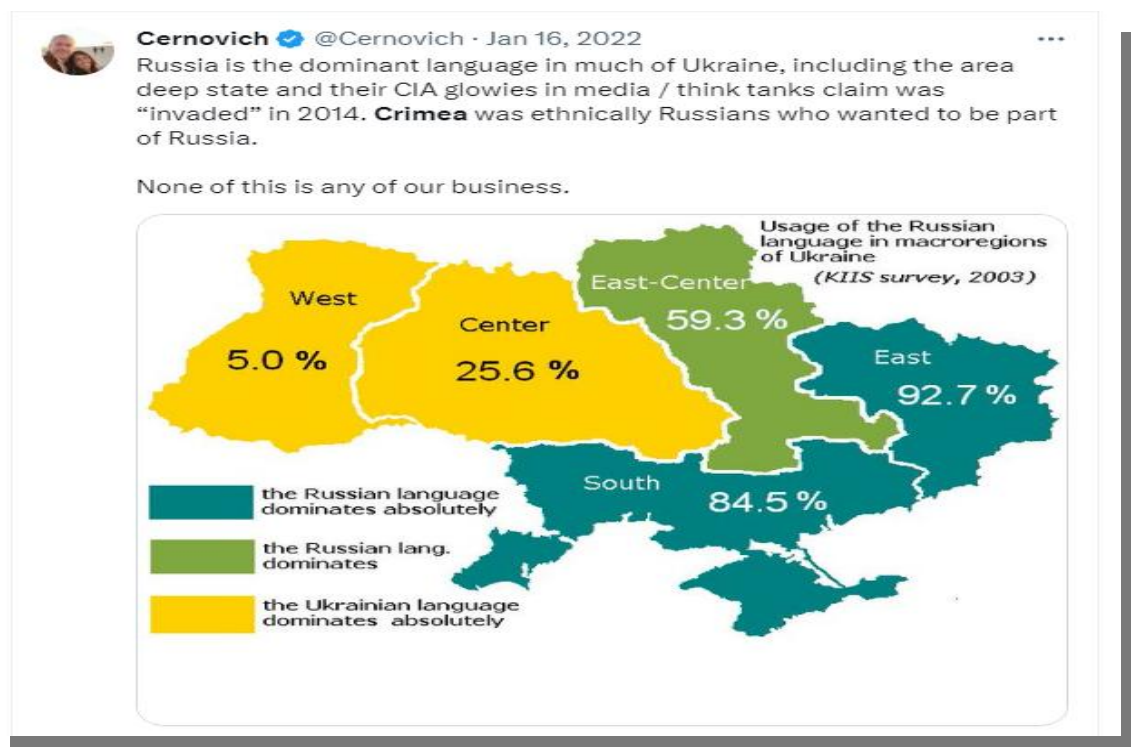 Cernovich @Cernovich · Jan 16, 2022
Russia is the dominant language in much of Ukraine, including the area
deep state and their CIA glowies in media / think tanks claim was
“invaded” in 2014. Crimea was ethnically Russians who wanted to be part
of Russia.
None of this is any of our business.
Usage of the Russian
language in macroregions
of Ukraine
(KIIS survey, 2003)
West
5.0 %
Center
25.6 %
East-Center
59.3 %
East
92.7 %
South
84.5 %
the Russian language
dominates absolutely
the Russian lang.
dominates
the Ukrainian language
dominates absolutely